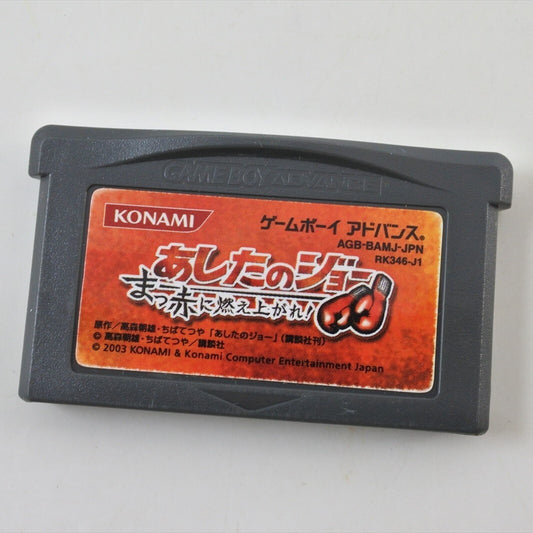 GAME BOY ADVANCE
KONAMI
ゲームボーイ アドバンス®
AGB-BAMJ-JPN
RK346-J1
あしたのジョー
まっ赤に燃え上がれ!
原作／高森朝雄・ちばてつや「あしたのジョー」(講談社刊)
© 高森朝雄・ちばてつや／講談社
© 2003 KONAMI & Konami Computer Entertainment Japan